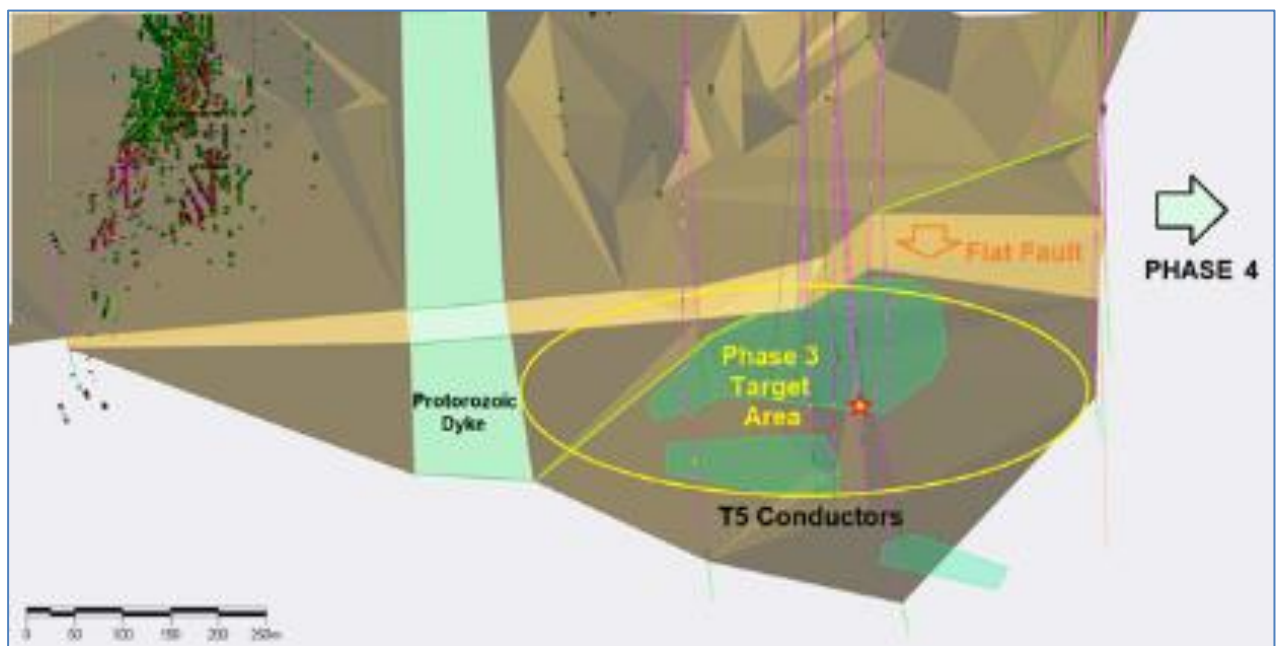 Flat Fault
PHASE 4
Phase 3
Target
Area
Protorozoic
Dyke
T5 Conductors
0 50 100 150 200 250m